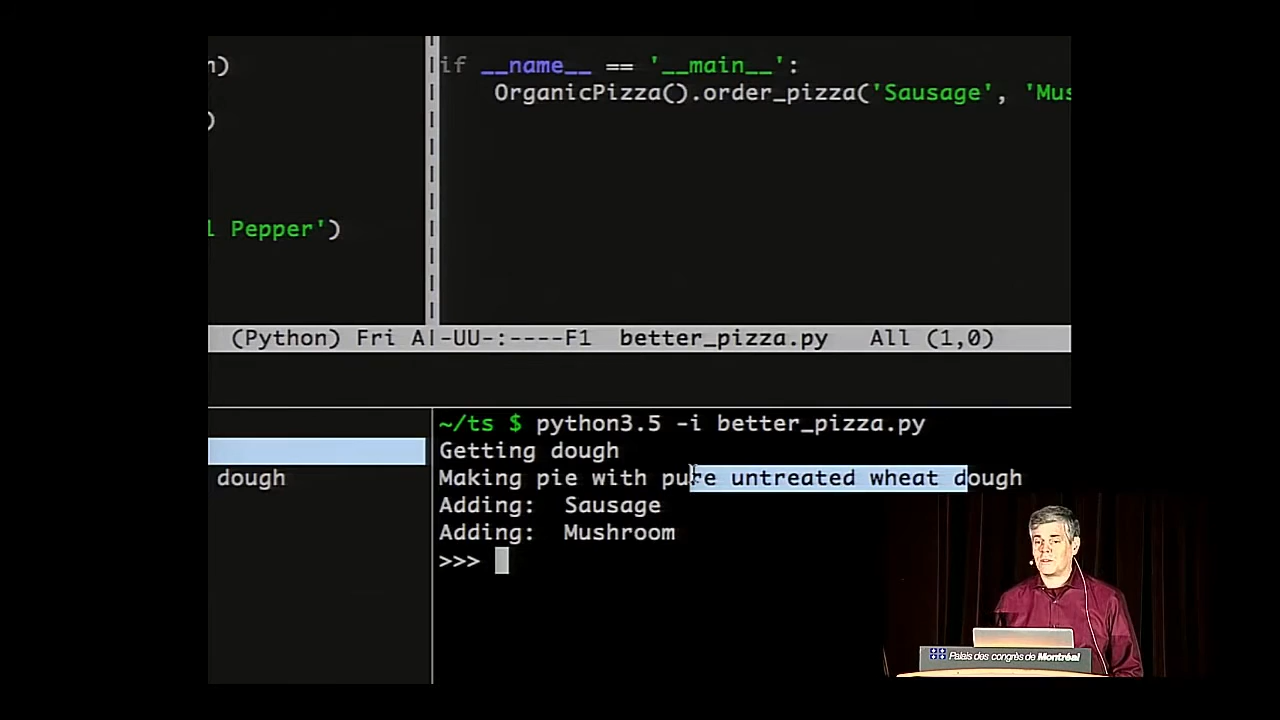 n)
)
l Pepper')
(Python) Fri A
if __name__ == '__main__':
OrganicPizza().order_pizza('Sausage', 'Mus
-UU-:----F1 better_pizza.py All (1,0)
dough
~/ts $ python3.5 -i better_pizza.py
Getting dough
Making pie with pure untreated wheat dough
Adding: Sausage
Adding: Mushroom
>>>
Palais des congrès de Montréal